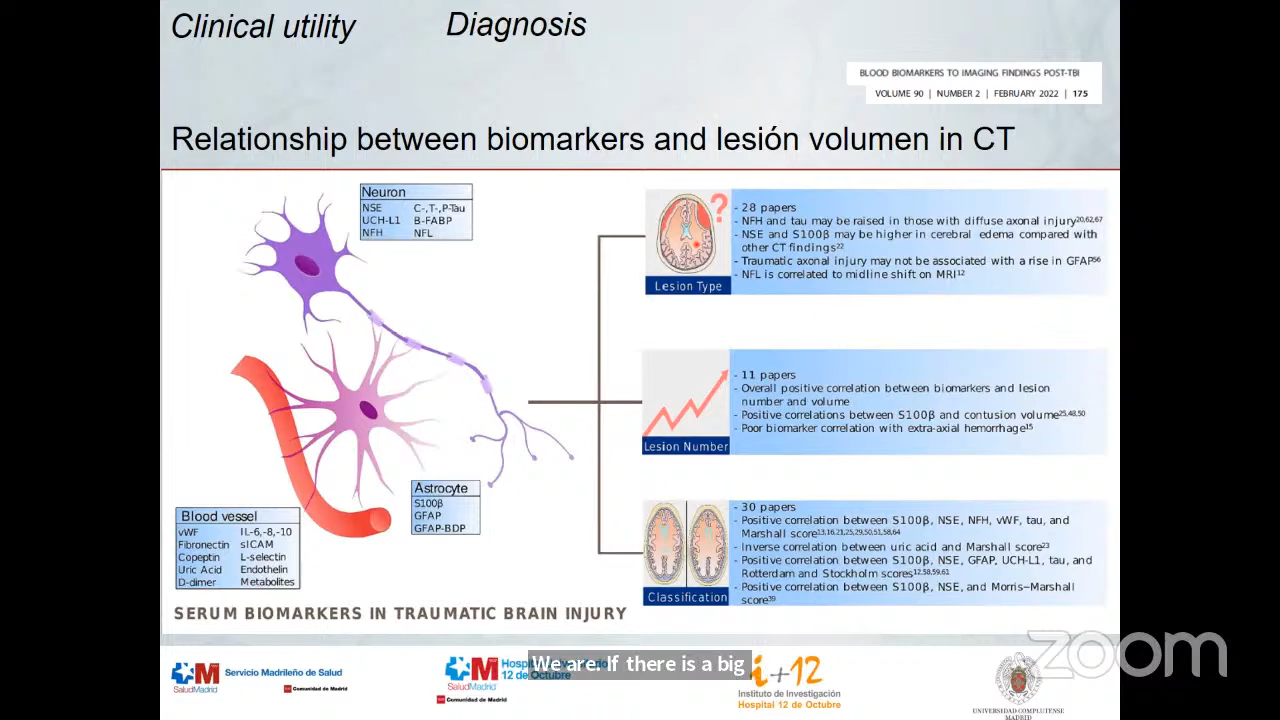 Clinical utility
Diagnosis
BLOOD BIOMARKERS TO IMAGING FINDINGS POST-TBI
VOLUME 90 | NUMBER 2 | FEBRUARY 2022 | 175
Relationship between biomarkers and lesión volumen in CT
Neuron
NSE C-,T-,P-Tau
UCH-L1 B-FABP
NFH NFL
?
- 28 papers
- NFH and tau may be raised in those with diffuse axonal injury20,62,67
- NSE and S100β may be higher in cerebral edema compared with
other CT findings22
- Traumatic axonal injury may not be associated with a rise in GFAP56
- NFL is correlated to midline shift on MRI12
Lesion Type
- 11 papers
- Overall positive correlation between biomarkers and lesion
number and volume
- Positive correlations between S100β and contusion volume25,48,50
- Poor biomarker correlation with extra-axial hemorrhage15
Lesion Number
Astrocyte
S100β
GFAP
GFAP-BDP
Blood vessel
vWF IL-6,-8,-10
Fibronectin sICAM
Copeptin L-selectin
Uric Acid Endothelin
D-dimer Metabolites
- 30 papers
- Positive correlation between S100β, NSE, NFH, vWF, tau, and
Marshall score13,16,21,25,29,50,51,58,64
- Inverse correlation between uric acid and Marshall score23
- Positive correlation between S100β, NSE, GFAP, UCH-L1, tau, and
Rotterdam and Stockholm scores12,58,59,61
- Positive correlation between S100β, NSE, and Morris−Marshall
score39
Classification
SERUM BIOMARKERS IN TRAUMATIC BRAIN INJURY
SaludMadrid
Servicio Madrileño de Salud
Comunidad de Madrid
SaludMadrid
12 de Octubre
Comunidad de Madrid
We are. If there is a big
i+12
Instituto de Investigación
Hospital 12 de Octubre
UNIVERSIDAD COMPLUTENSE
MADRID
zoom